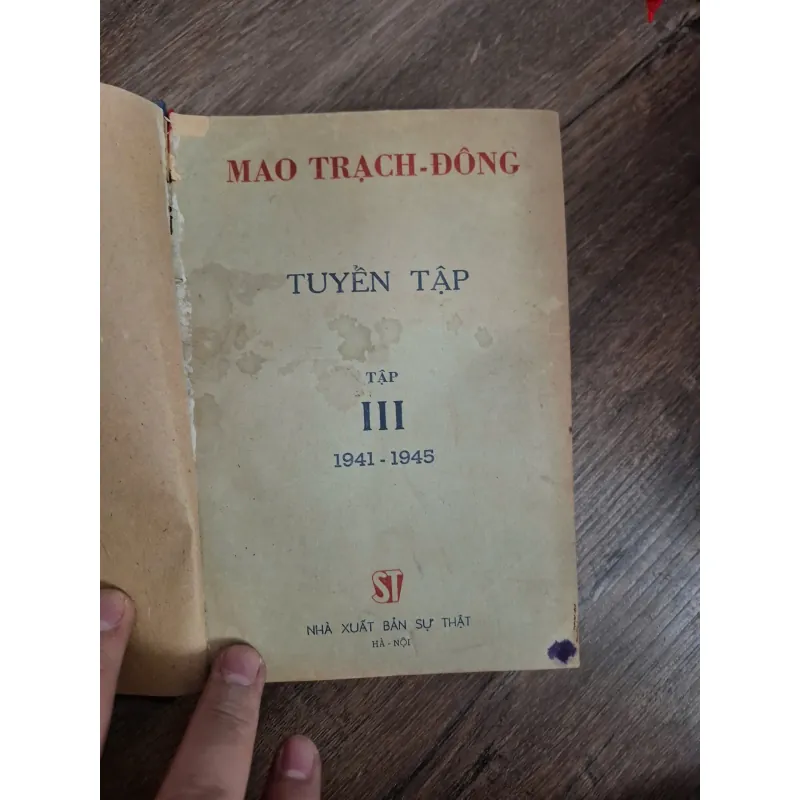 MAO TRẠCH-ĐÔNG
TUYỂN TẬP
TẬP
III
1941 - 1945
ST
NHÀ XUẤT BẢN SỰ THẬT
HÀ - NỘI